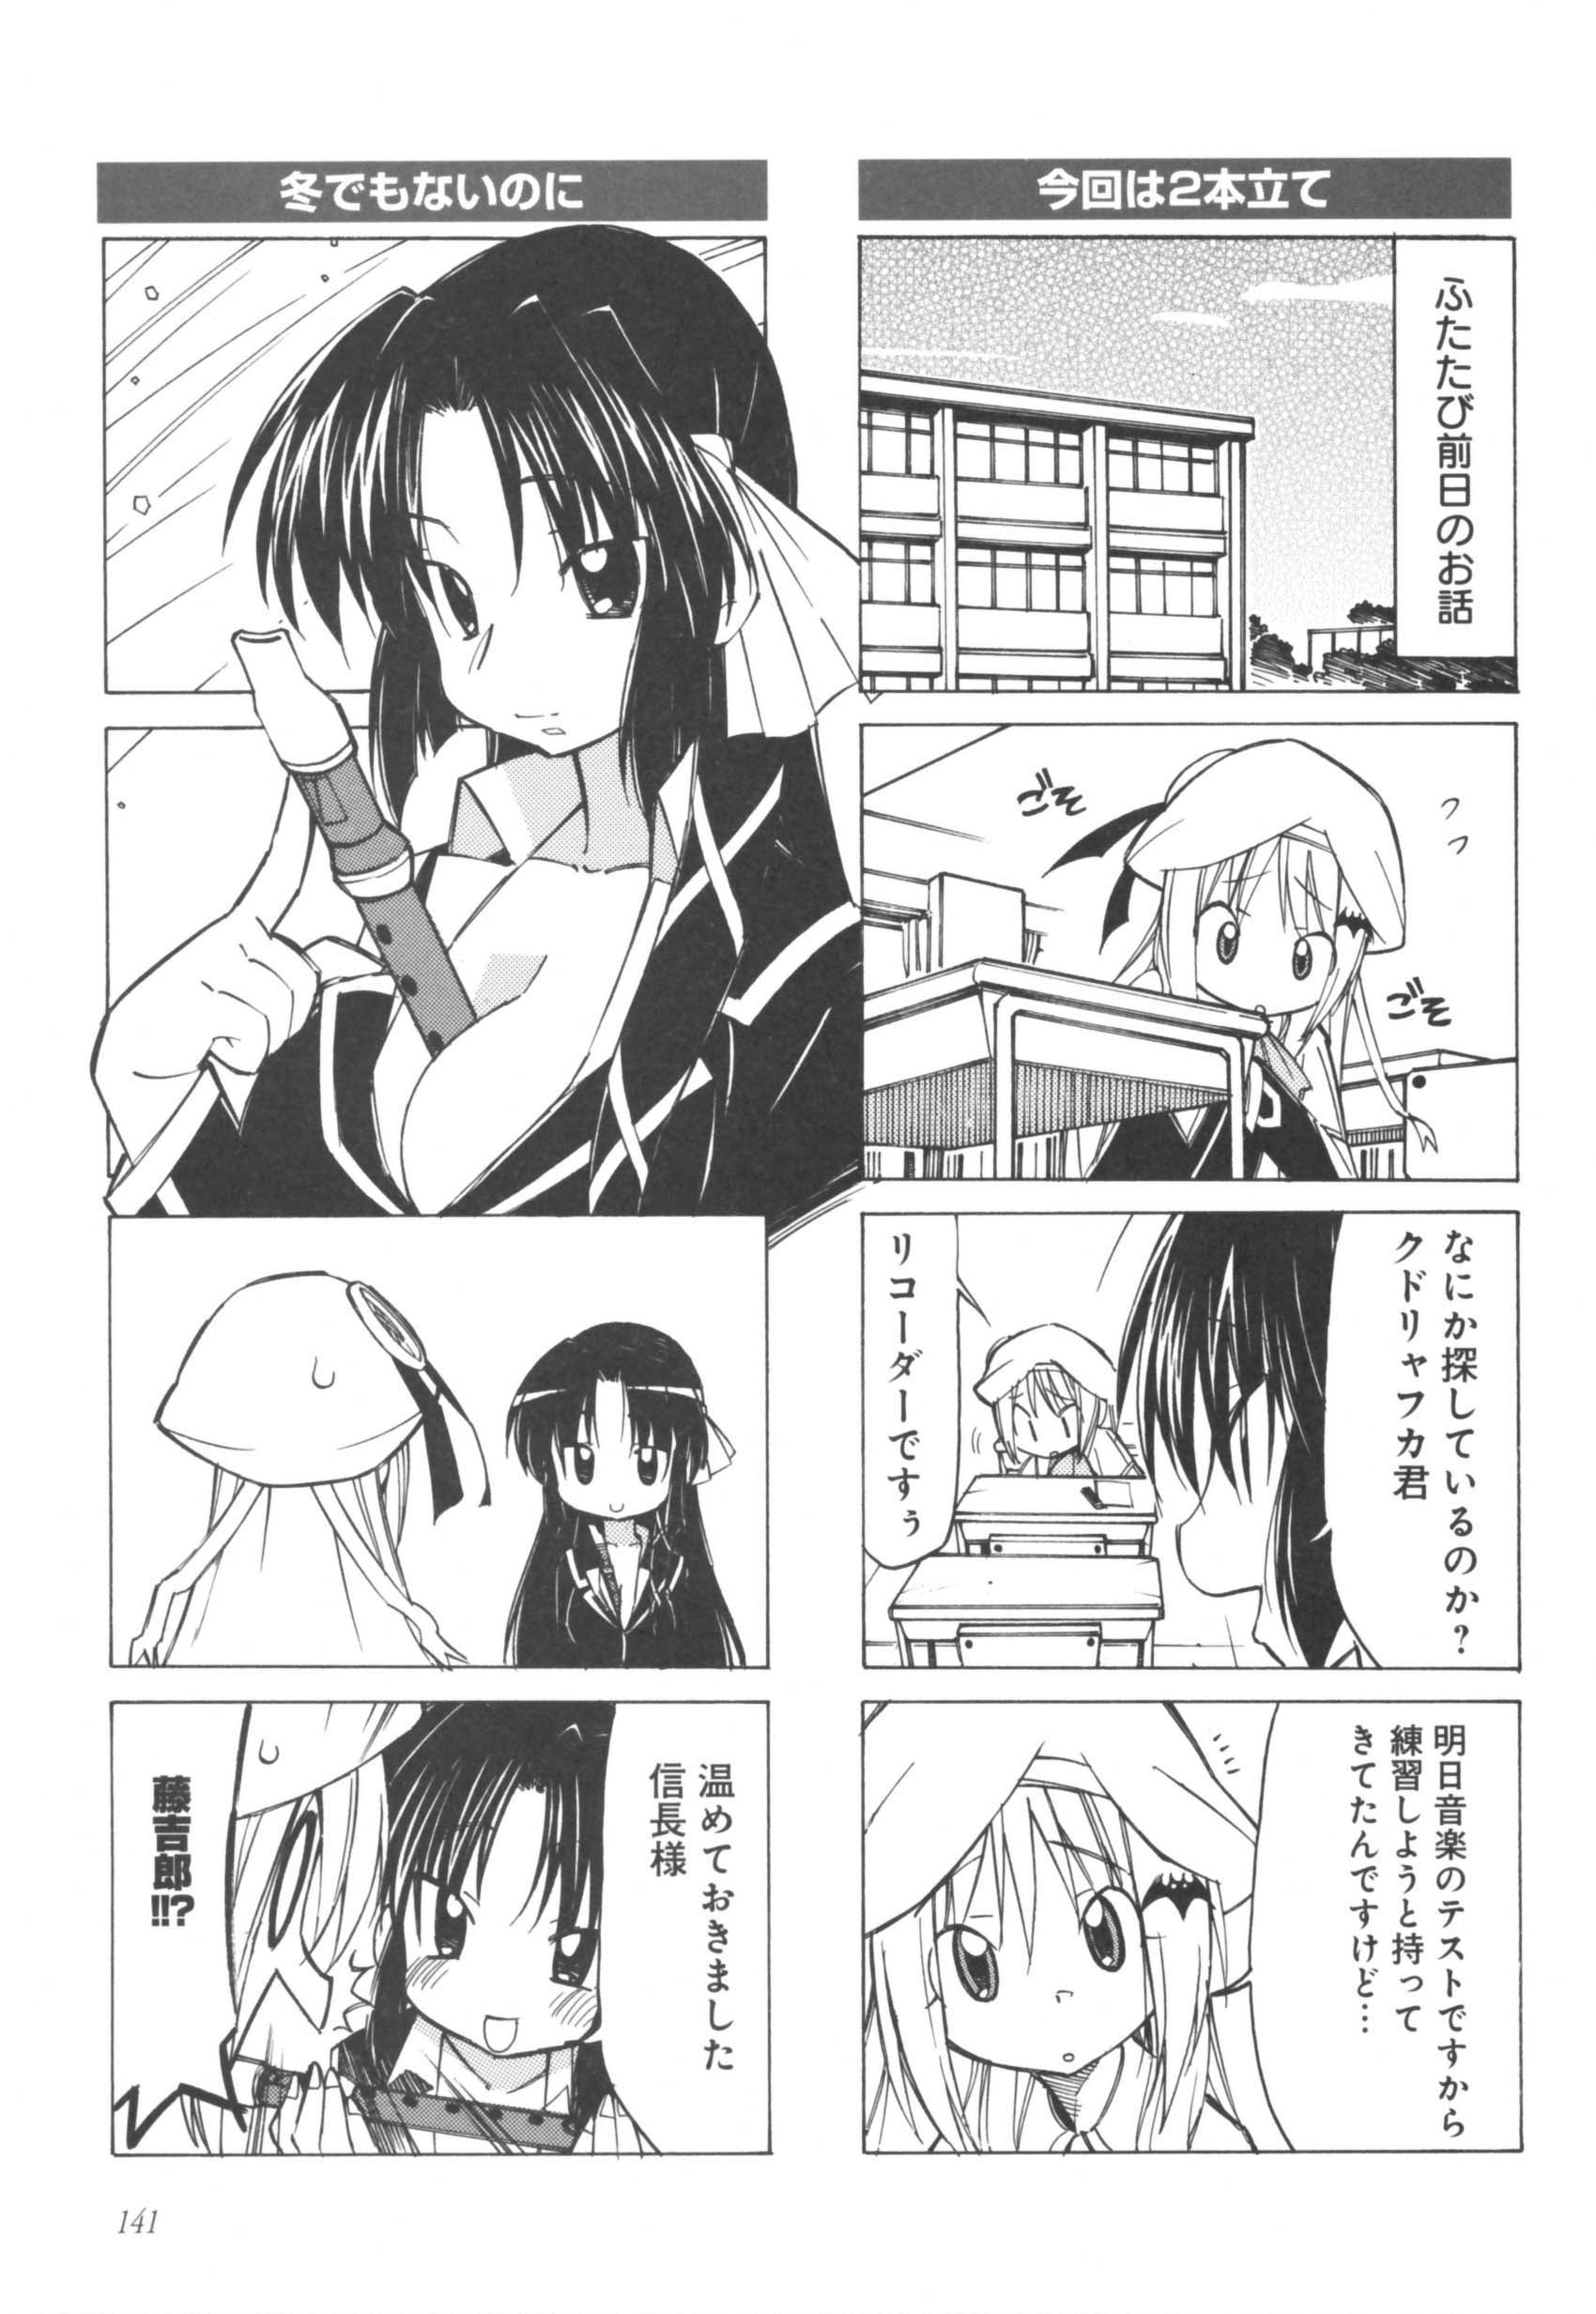 今回は2本立て
ふたたび前日のお話
ごそ
ごそ
なにか探しているのか?
クドリャフカ君
リコーダーですぅ
明日音楽のテストですから
練習しようと持って
きてたんですけど…
冬でもないのに
温めておきました
信長様
藤吉郎!!?
141